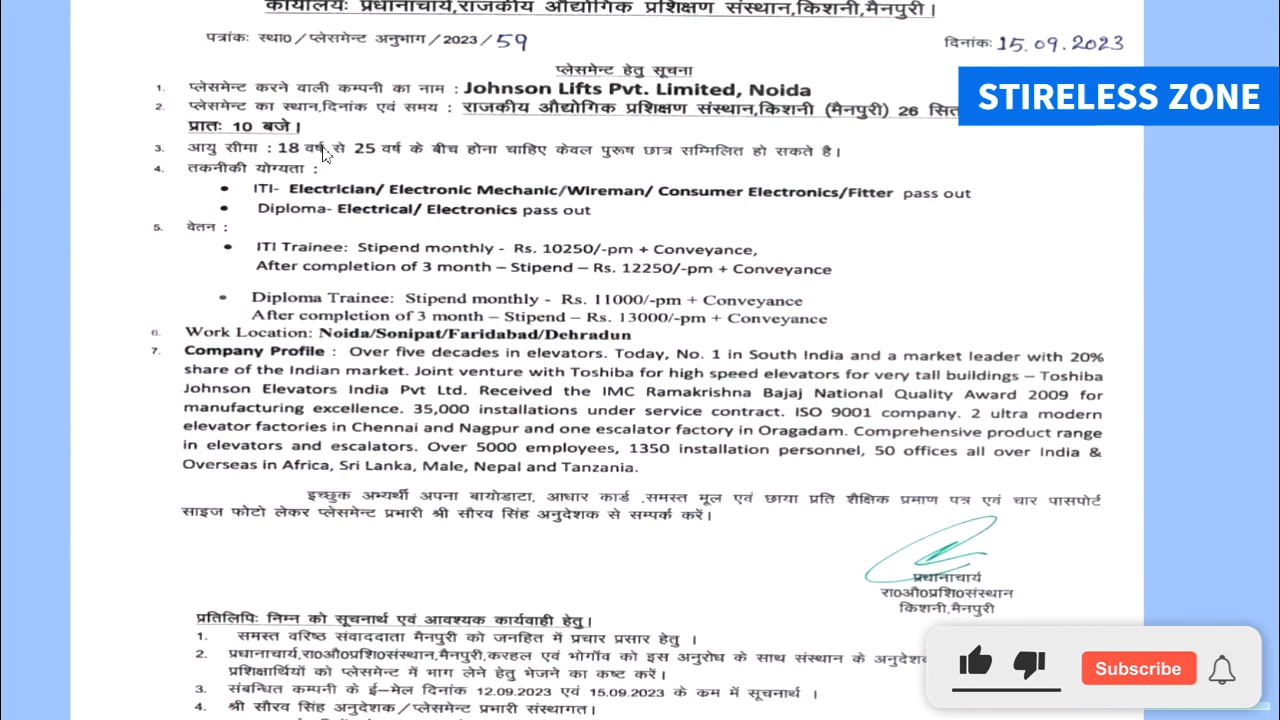 कार्यालयः प्रधानाचार्य,राजकीय औद्योगिक प्रशिक्षण संस्थान,किशनी,मैनपुरी।
पत्रांकः स्था0/प्लेसमेन्ट अनुभाग/2023/59 दिनांकः 15.09.2023
प्लेसमेन्ट हेतु सूचना
STIRELESS ZONE
1. प्लेसमेन्ट करने वाली कम्पनी का नाम : Johnson Lifts Pvt. Limited, Noida
2. प्लेसमेन्ट का स्थान,दिनांक एवं समय : राजकीय औद्योगिक प्रशिक्षण संस्थान,किशनी (मैनपुरी) 26
प्रातः 10 बजे।
3. आयु सीमा : 18 वर्ष से 25 वर्ष के बीच होना चाहिए केवल पुरूष छात्र सम्मिलित हो सकते है।
4. तकनीकी योग्यता :
• ITI- Electrician/ Electronic Mechanic/Wireman/ Consumer Electronics/Fitter pass out
• Diploma- Electrical/ Electronics pass out
5. वेतन :
• ITI Trainee: Stipend monthly - Rs. 10250/-pm + Conveyance,
After completion of 3 month – Stipend – Rs. 12250/-pm + Conveyance
• Diploma Trainee: Stipend monthly - Rs. 11000/-pm + Conveyance
After completion of 3 month – Stipend – Rs. 13000/-pm + Conveyance
6. Work Location: Noida/Sonipat/Faridabad/Dehradun
7. Company Profile : Over five decades in elevators. Today, No. 1 in South India and a market leader with 20%
share of the Indian market. Joint venture with Toshiba for high speed elevators for very tall buildings – Toshiba
Johnson Elevators India Pvt Ltd. Received the IMC Ramakrishna Bajaj National Quality Award 2009 for
manufacturing excellence. 35,000 installations under service contract. ISO 9001 company. 2 ultra modern
elevator factories in Chennai and Nagpur and one escalator factory in Oragadam. Comprehensive product range
in elevators and escalators. Over 5000 employees, 1350 installation personnel, 50 offices all over India &
Overseas in Africa, Sri Lanka, Male, Nepal and Tanzania.
इच्छुक अभ्यर्थी अपना बायोडाटा, आधार कार्ड ,समस्त मूल एवं छाया प्रति शैक्षिक प्रमाण पत्र एवं चार पासपोर्ट
साइज फोटो लेकर प्लेसमेन्ट प्रभारी श्री सौरव सिंह अनुदेशक से सम्पर्क करें।
प्रधानाचार्य
रा0औ0प्रशि0संस्थान
किशनी,मैनपुरी
प्रतिलिपिः निम्न को सूचनार्थ एवं आवश्यक कार्यवाही हेतु।
1. समस्त वरिष्ठ संवाददाता मैनपुरी को जनहित में प्रचार प्रसार हेतु ।
2. प्रधानाचार्य,रा0औ0प्रशि0संस्थान,मैनपुरी,करहल एवं भोगॉव को इस अनुरोध के साथ संस्थान के
प्रशिक्षार्थियों को प्लेसमेन्ट में भाग लेने हेतु भेजने का कष्ट करें।
3. संबन्धित कम्पनी के ई–मेल दिनांक 12.09.2023 एवं 15.09.2023 के कम में सूचनार्थ ।
4. श्री सौरव सिंह अनुदेशक/प्लेसमेन्ट प्रभारी संस्थागत।
Subscribe